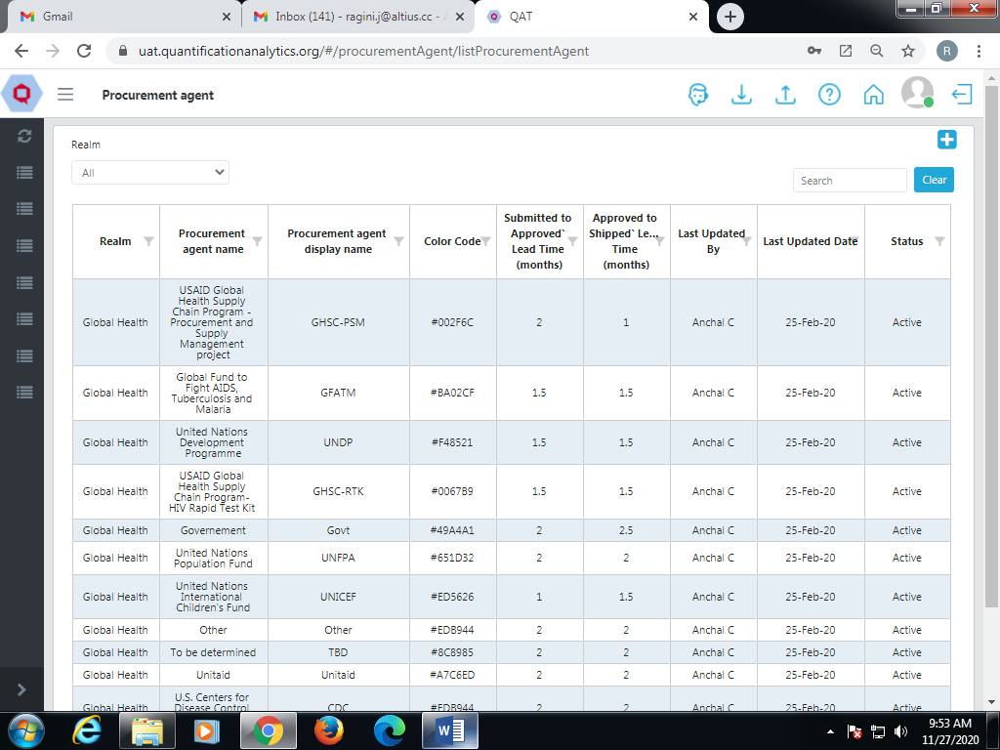 Gmail
Inbox (141) - ragini.j@altius.cc -
QAT
uat.quantificationanalytics.org/#/procurementAgent/listProcurementAgent
R
Procurement agent
Realm
All
Search
Clear
Realm
Procurement
agent name
Procurement agent
display name
Color Code
Submitted to
Approved`
Lead Time
(months)
Approved to
Shipped` Le...
Time
(months)
Last Updated
By
Last Updated Date
Status
Global Health
USAID Global
Health Supply
Chain Program -
Procurement and
Supply
Management
project
GHSC-PSM
#002F6C
2
1
Anchal C
25-Feb-20
Active
Global Health
Global Fund to
Fight AIDS,
Tuberculosis and
Malaria
GFATM
#BA02CF
1.5
1.5
Anchal C
25-Feb-20
Active
Global Health
United Nations
Development
Programme
UNDP
#F48521
1.5
1.5
Anchal C
25-Feb-20
Active
Global Health
USAID Global
Health Supply
Chain Program-
HIV Rapid Test Kit
GHSC-RTK
#0067B9
1.5
1.5
Anchal C
25-Feb-20
Active
Global Health
Governement
Govt
#49A4A1
2
2.5
Anchal C
25-Feb-20
Active
Global Health
United Nations
Population Fund
UNFPA
#651D32
2
2
Anchal C
25-Feb-20
Active
Global Health
United Nations
International
Children's Fund
UNICEF
#ED5626
1
1.5
Anchal C
25-Feb-20
Active
Global Health
Other
Other
#EDB944
2
2
Anchal C
25-Feb-20
Active
Global Health
To be determined
TBD
#8C8985
2
2
Anchal C
25-Feb-20
Active
Global Health
Unitaid
Unitaid
#A7C6ED
2
2
Anchal C
25-Feb-20
Active
Global Health
U.S. Centers for
Disease Control
CDC
#EDB944
2
2
Anchal C
25-Feb-20
Active
9:53 AM
11/27/2020